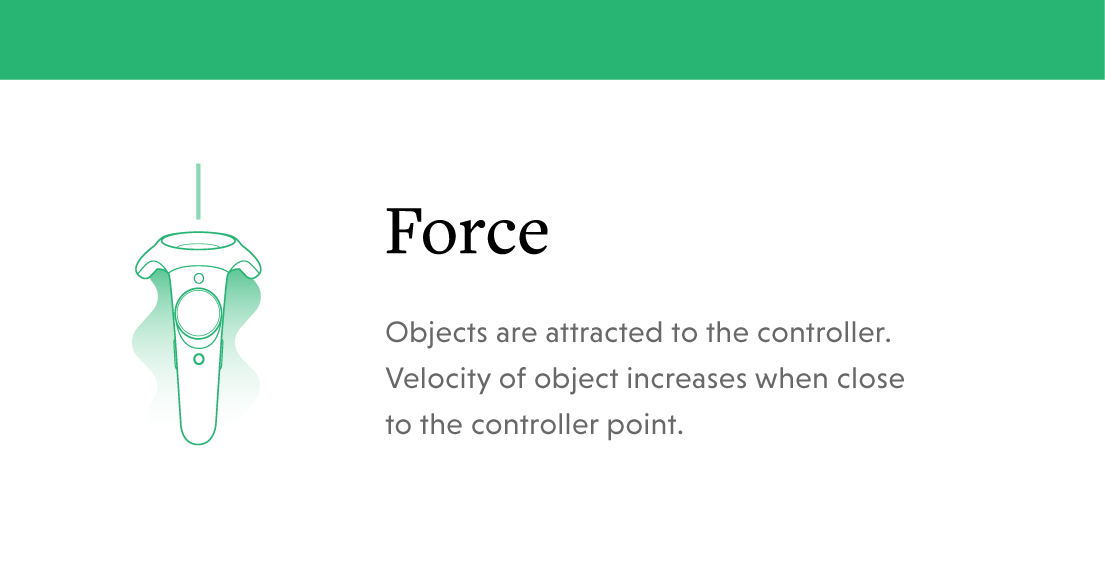 Force
Objects are attracted to the controller.
Velocity of object increases when close
to the controller point.